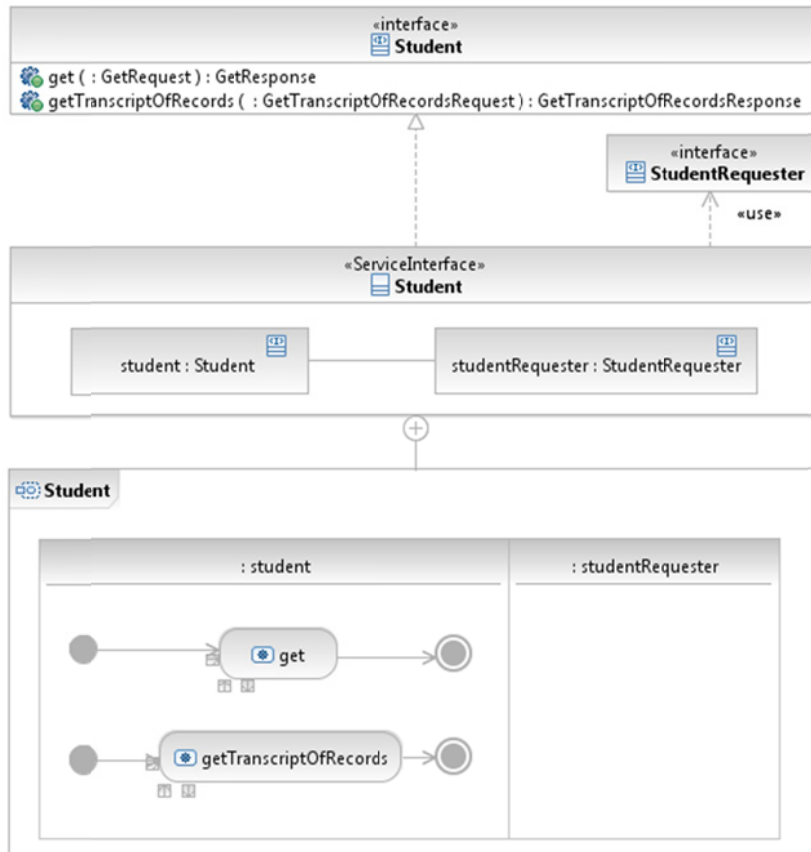 «interface»
Student
get ( : GetRequest ) : GetResponse
getTranscriptOfRecords ( : GetTranscriptOfRecordsRequest ) : GetTranscriptOfRecordsResponse
«interface»
StudentRequester
«use»
«ServiceInterface»
Student
student : Student
studentRequester : StudentRequester
Student
: student
: studentRequester
get
getTranscriptOfRecords